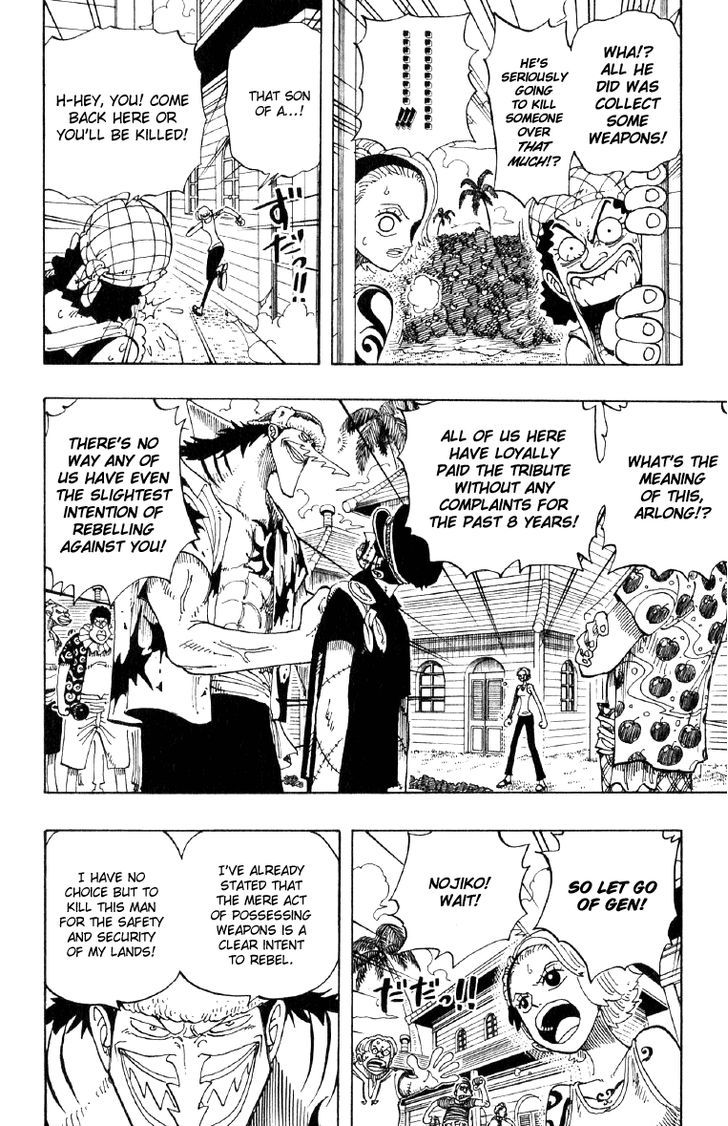 WHA!?
ALL HE
DID WAS
COLLECT
SOME
WEAPONS!
HE'S
SERIOUSLY
GOING
TO KILL
SOMEONE
OVER
THAT
MUCH!?
!!
THAT SON
OF A...!
H-HEY, YOU! COME
BACK HERE OR
YOU'LL BE KILLED!
ずだっ!!
WHAT'S THE
MEANING
OF THIS,
ARLONG!?
ALL OF US HERE
HAVE LOYALLY
PAID THE TRIBUTE
WITHOUT ANY
COMPLAINTS FOR
THE PAST 8 YEARS!
THERE'S NO
WAY ANY OF
US HAVE EVEN
THE SLIGHTEST
INTENTION OF
REBELLING
AGAINST YOU!
SO LET GO
OF GEN!
NOJIKO!
WAIT!
だだっ!!
I'VE ALREADY
STATED THAT
THE MERE ACT
OF POSSESSING
WEAPONS IS A
CLEAR INTENT
TO REBEL.
I HAVE NO
CHOICE BUT TO
KILL THIS MAN
FOR THE SAFETY
AND SECURITY
OF MY LANDS!